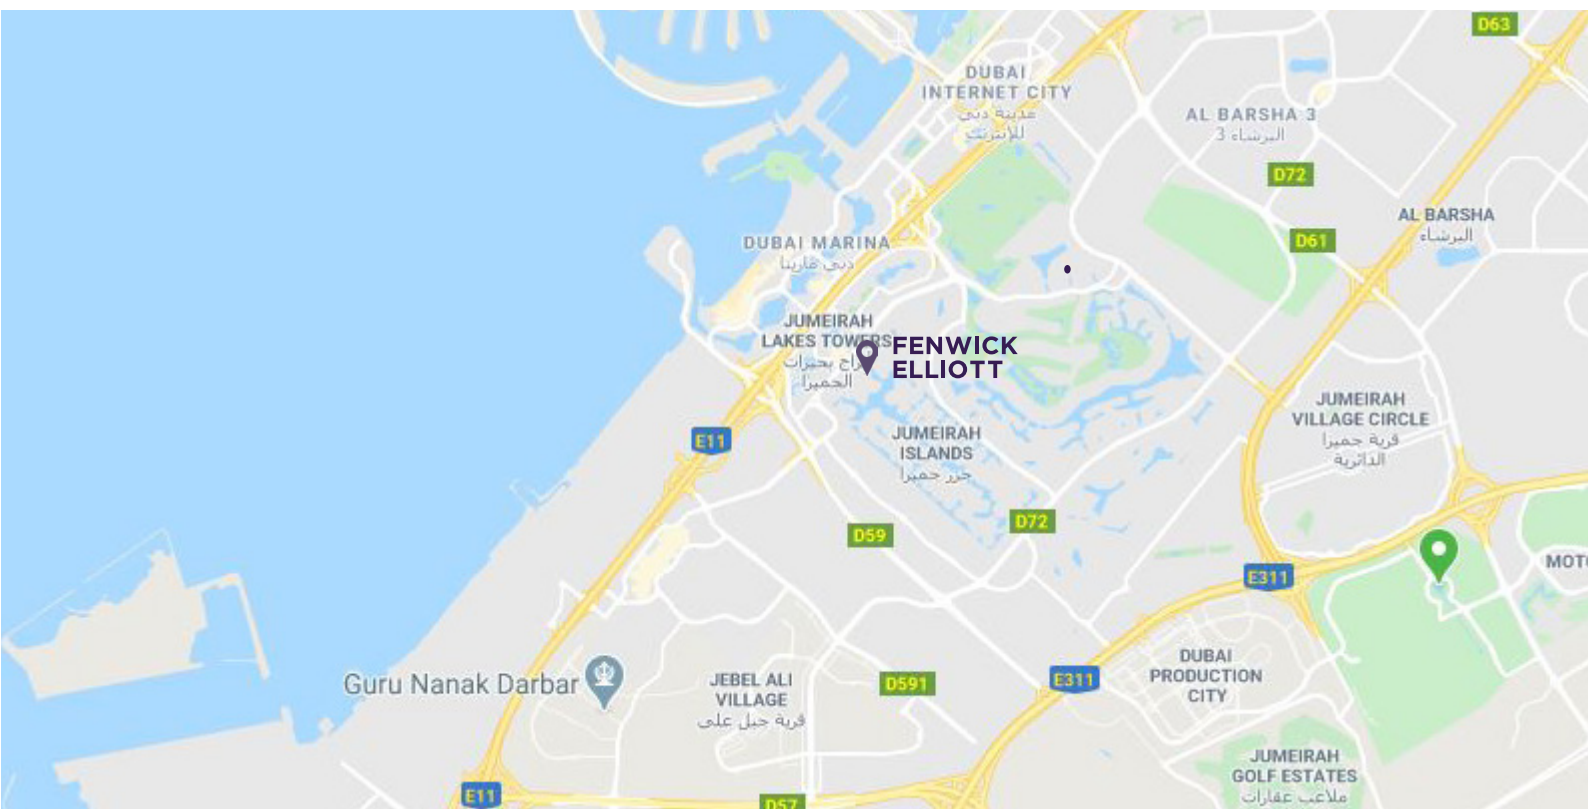 D63
DUBAI
INTERNET CITY
مدينة دبي
للإنترنت
AL BARSHA 3
البرشاء 3
D72
AL BARSHA
البرشاء
D61
DUBAI MARINA
دبي مارينا
JUMEIRAH
LAKES TOWERS
أبراج بحيرات
الجميرا
FENWICK
ELLIOTT
JUMEIRAH
VILLAGE CIRCLE
قرية جميرا
الدائرية
E11
JUMEIRAH
ISLANDS
جزر جميرا
D72
D59
E311
MOTO
DUBAI
PRODUCTION
CITY
E311
Guru Nanak Darbar
JEBEL ALI
VILLAGE
قرية جبل علي
D591
JUMEIRAH
GOLF ESTATES
ملاعب عقارات
E11
D57